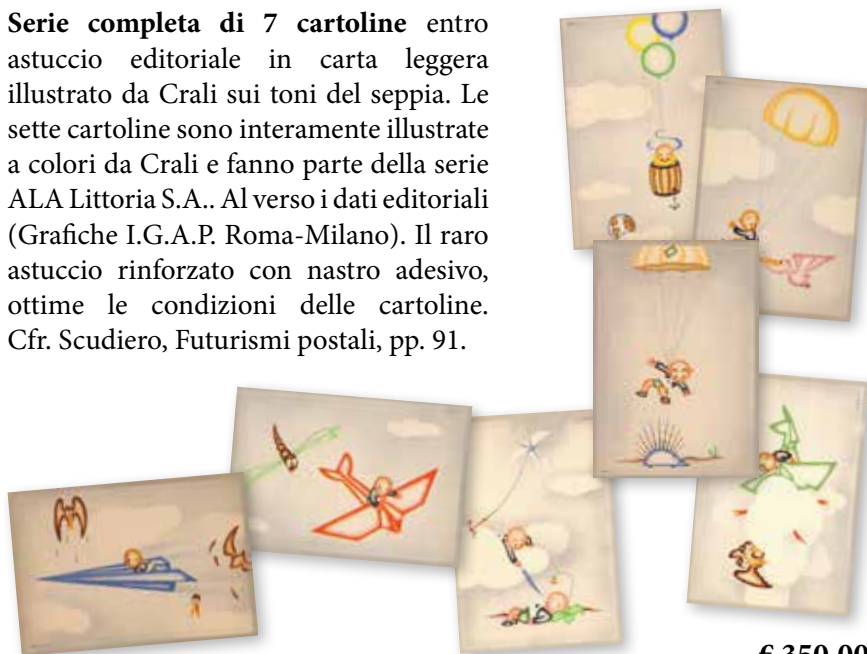 Serie completa di 7 cartoline entro
astuccio editoriale in carta leggera
illustrato da Crali sui toni del seppia. Le
sette cartoline sono interamente illustrate
a colori da Crali e fanno parte della serie
ALA Littoria S.A.. Al verso i dati editoriali
(Grafiche I.G.A.P. Roma-Milano). Il raro
astuccio rinforzato con nastro adesivo,
ottime le condizioni delle cartoline.
Cfr. Scudiero, Futurismi postali, pp. 91.
€ 350,00